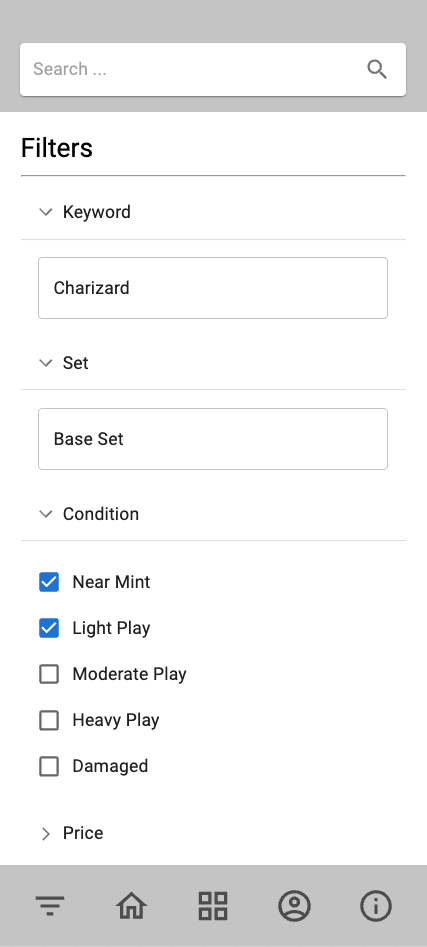 Search ...
Filters
Keyword
Charizard
Set
Base Set
Condition
Near Mint
Light Play
Moderate Play
Heavy Play
Damaged
Price